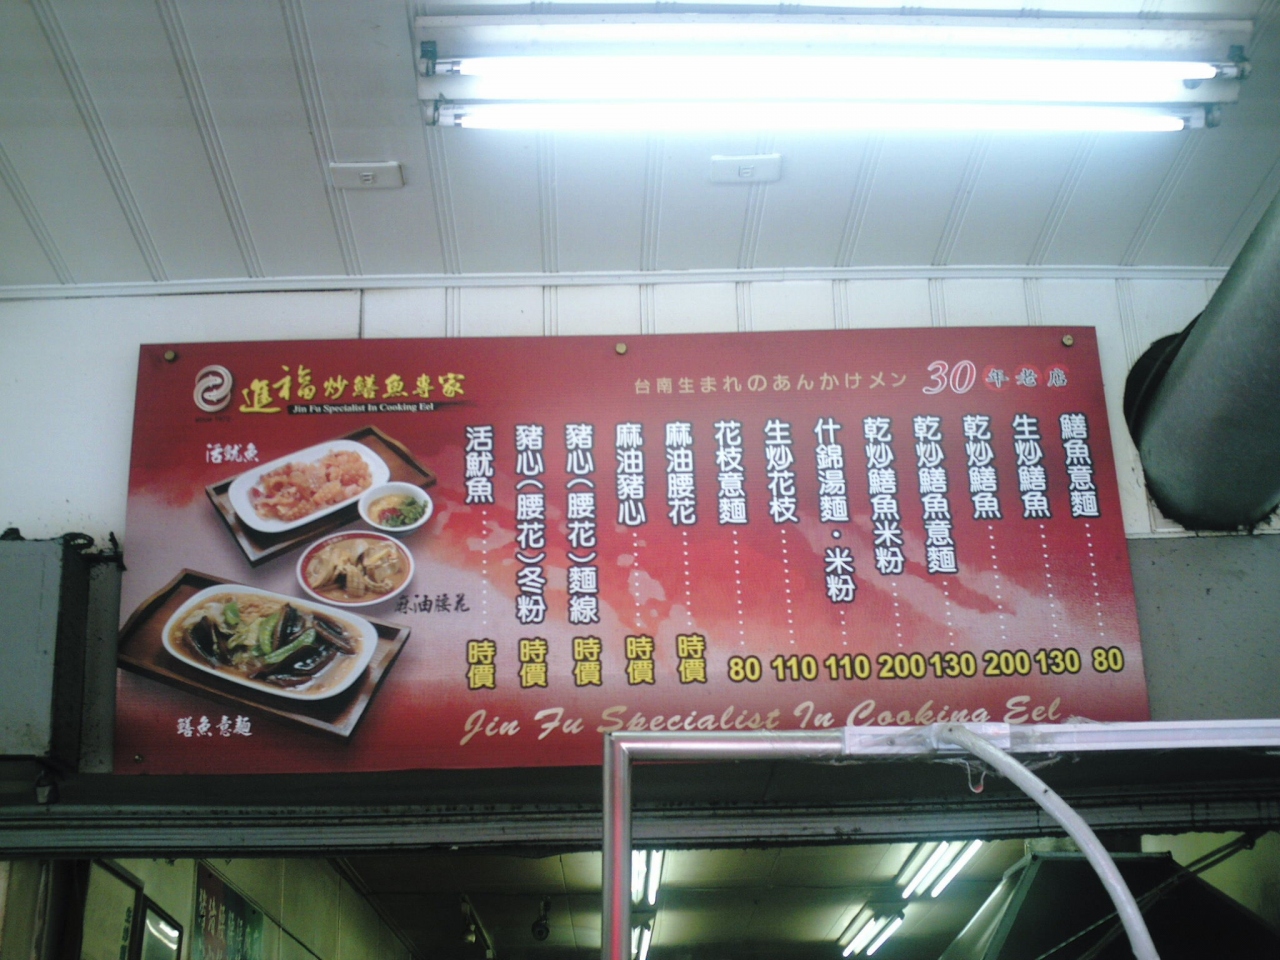 進福炒鱔魚專家
Jin Fu Specialist In Cooking Eel
台南生まれのあんかけメン
30年老店
鱔魚意麵 80
生炒鱔魚 130
乾炒鱔魚 200
乾炒鱔魚意麵 130
乾炒鱔魚米粉 200
什錦湯麵·米粉 110
生炒花枝 110
花枝意麵 80
麻油腰花 時價
麻油豬心 時價
豬心(腰花)麵線 時價
豬心(腰花)冬粉 時價
活魷魚 時價
活魷魚
麻油腰花
鱔魚意麵
Jin Fu Specialist In Cooking Eel